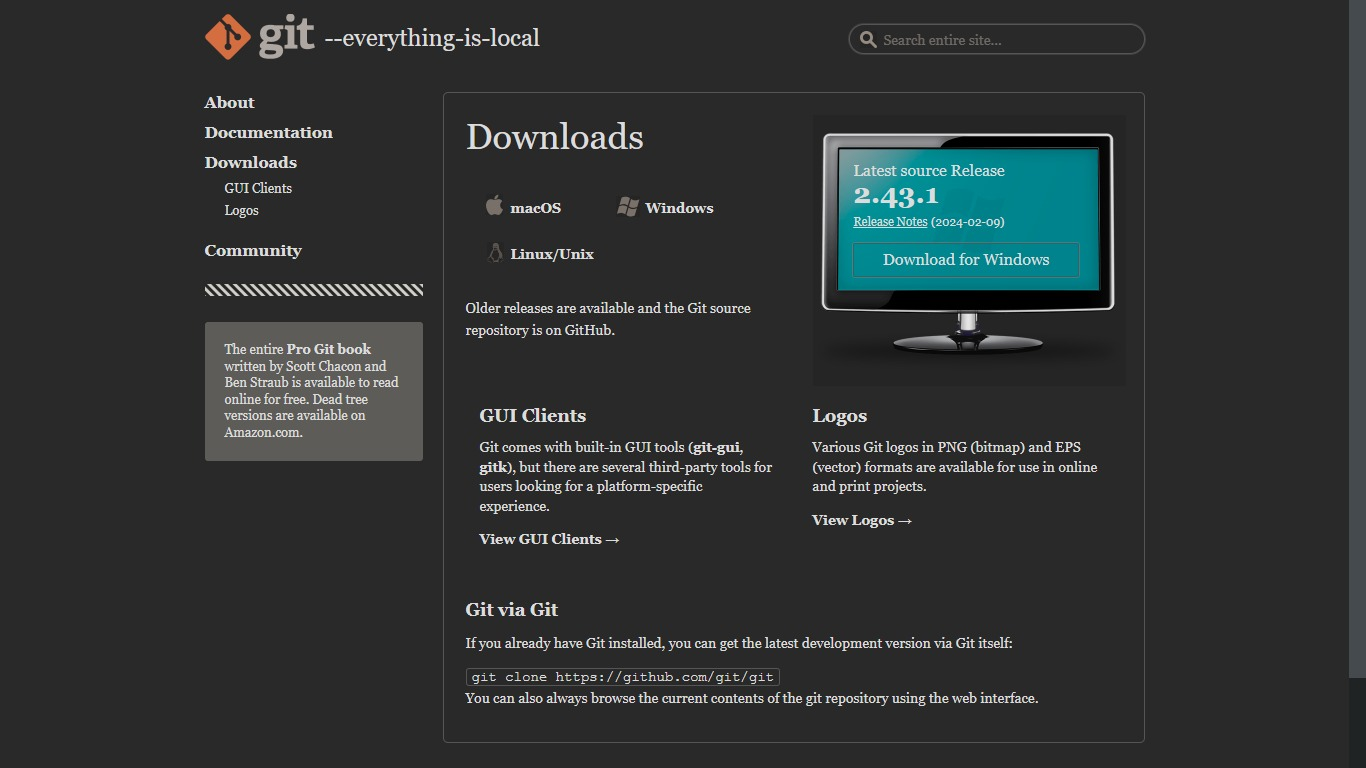 git --everything-is-local
Search entire site...
About
Documentation
Downloads
GUI Clients
Logos
Community
The entire Pro Git book
written by Scott Chacon and
Ben Straub is available to read
online for free. Dead tree
versions are available on
Amazon.com.
Downloads
macOS
Windows
Linux/Unix
Older releases are available and the Git source
repository is on GitHub.
Latest source Release
2.43.1
Release Notes (2024-02-09)
Download for Windows
GUI Clients
Git comes with built-in GUI tools (git-gui,
gitk), but there are several third-party tools for
users looking for a platform-specific
experience.
View GUI Clients →
Logos
Various Git logos in PNG (bitmap) and EPS
(vector) formats are available for use in online
and print projects.
View Logos →
Git via Git
If you already have Git installed, you can get the latest development version via Git itself:
git clone https://github.com/git/git
You can also always browse the current contents of the git repository using the web interface.